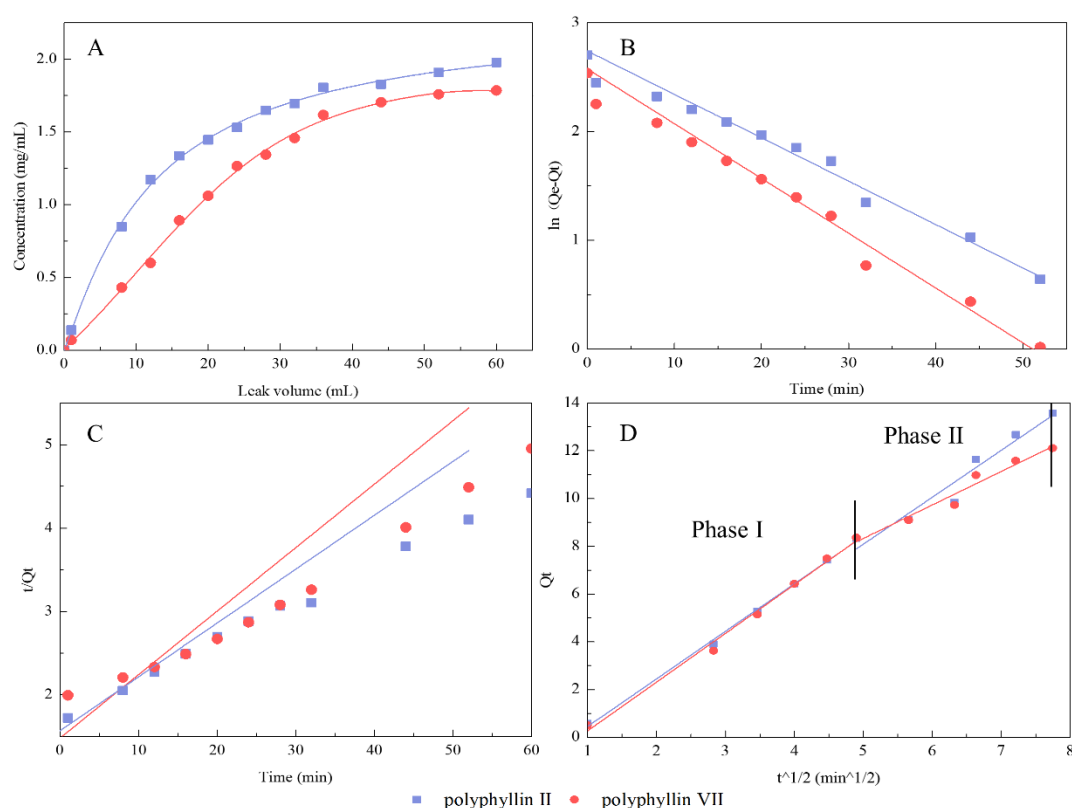 A
Concentration (mg/mL)
2.0
1.5
1.0
0.5
0.0
0 10 20 30 40 50 60
Leak volume (mL)
B
ln (Qe-Qt)
3
2
1
0
0 10 20 30 40 50
Time (min)
C
t/Qt
5
4
3
2
0 10 20 30 40 50 60
Time (min)
D
Phase I
Phase II
Qt
14
12
10
8
6
4
2
0
1 2 3 4 5 6 7 8
t^1/2 (min^1/2)
polyphyllin II polyphyllin VII